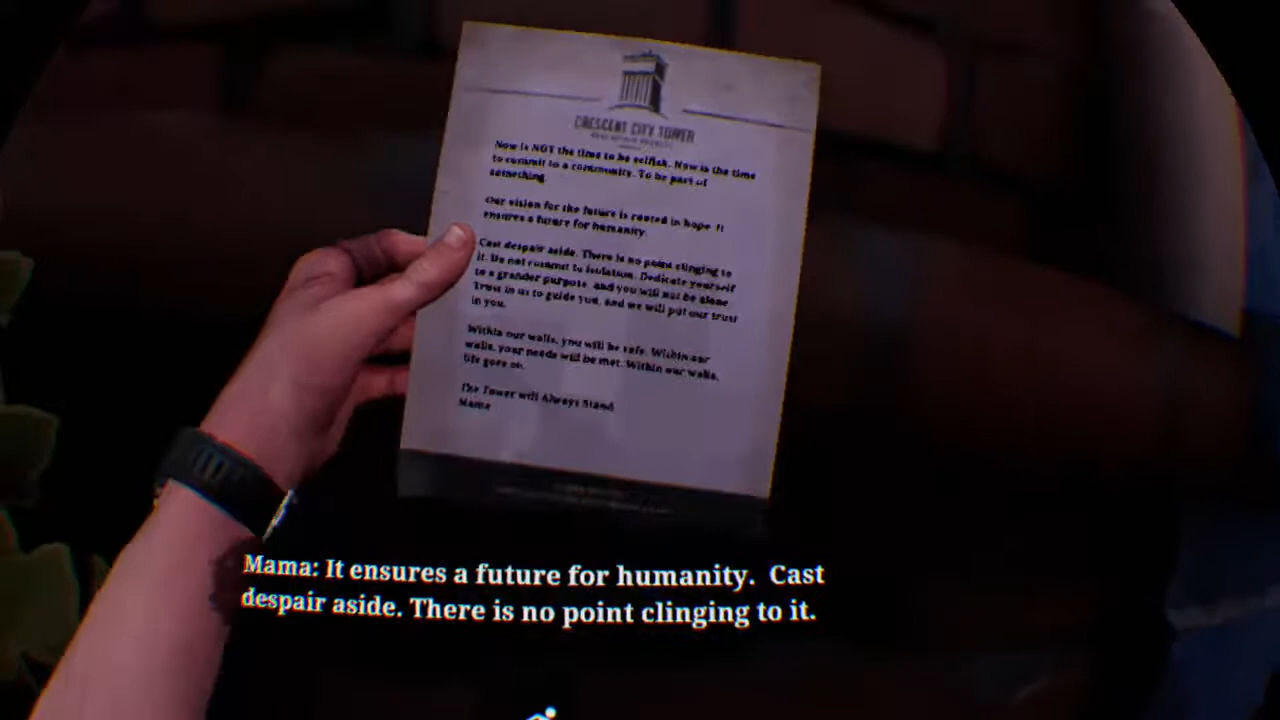 CRESCENT CITY TOWER
Now is NOT the time to be selfish. Now is the time
to commit to a community. To be part of
something.
Our vision for the future is rooted in hope. It
ensures a future for humanity.
Cast despair aside. There is no point clinging to
it. Do not commit to isolation. Dedicate yourself
to a grander purpose, and you will not be alone.
Trust in us to guide you, and we will put our trust
in you.
Within our walls, you will be safe. Within our
walls, your needs will be met. Within our walls,
life goes on.
The Tower will Always Stand
Mama
Mama: It ensures a future for humanity. Cast
despair aside. There is no point clinging to it.